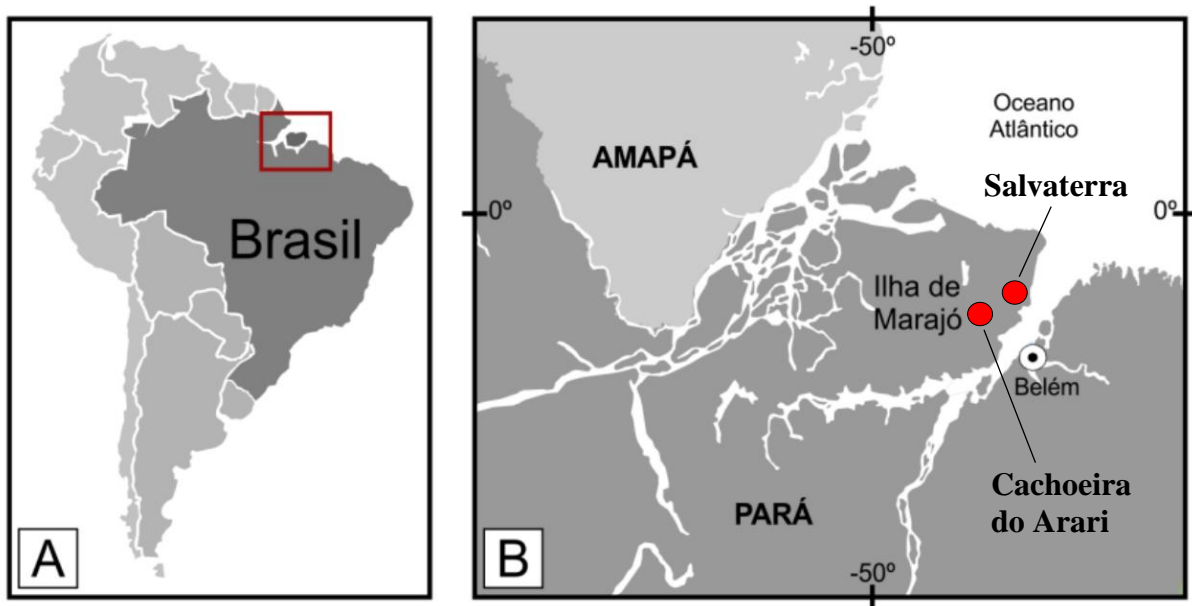 Brasil
A
-50º
Oceano
Atlântico
AMAPÁ
Salvaterra
0º
0º
Ilha de
Marajó
Belém
Cachoeira
do Arari
PARÁ
B
-50º